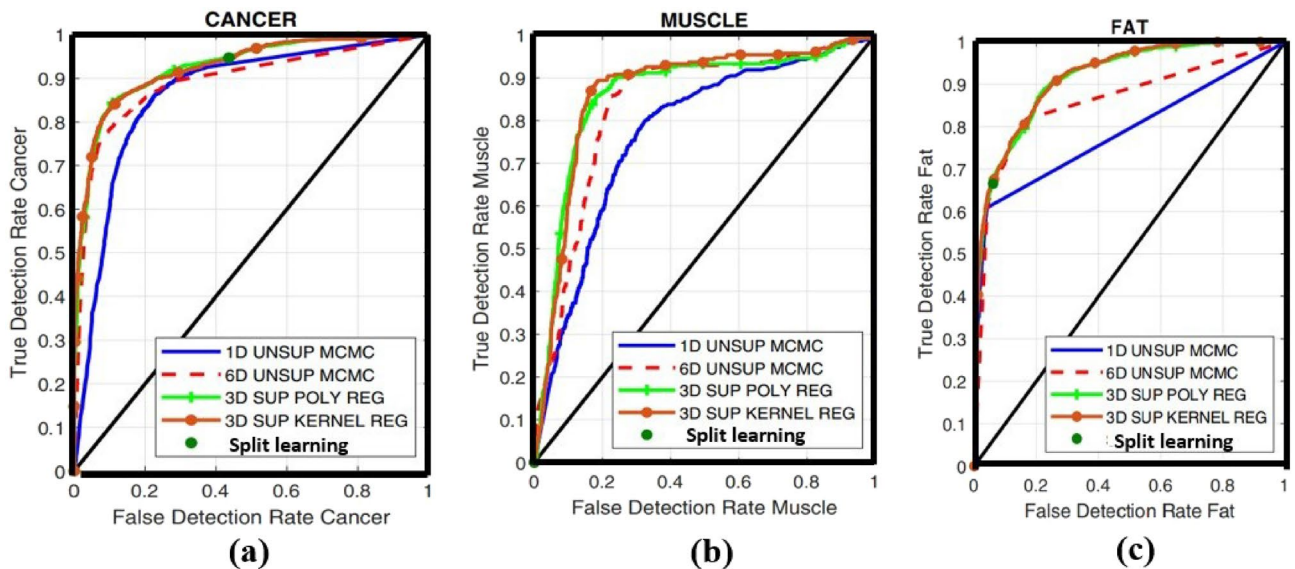 CANCER
True Detection Rate Cancer
1
0.9
0.8
0.7
0.6
0.5
0.4
0.3
0.2
0.1
0
1D UNSUP MCMC
6D UNSUP MCMC
3D SUP POLY REG
3D SUP KERNEL REG
Split learning
0 0.2 0.4 0.6 0.8 1
False Detection Rate Cancer
(a)
MUSCLE
True Detection Rate Muscle
1
0.9
0.8
0.7
0.6
0.5
0.4
0.3
0.2
0.1
0
1D UNSUP MCMC
6D UNSUP MCMC
3D SUP POLY REG
3D SUP KERNEL REG
Split learning
0 0.2 0.4 0.6 0.8 1
False Detection Rate Muscle
(b)
FAT
True Detection Rate Fat
1
0.9
0.8
0.7
0.6
0.5
0.4
0.3
0.2
0.1
0
1D UNSUP MCMC
6D UNSUP MCMC
3D SUP POLY REG
3D SUP KERNEL REG
Split learning
0 0.2 0.4 0.6 0.8 1
False Detection Rate Fat
(c)